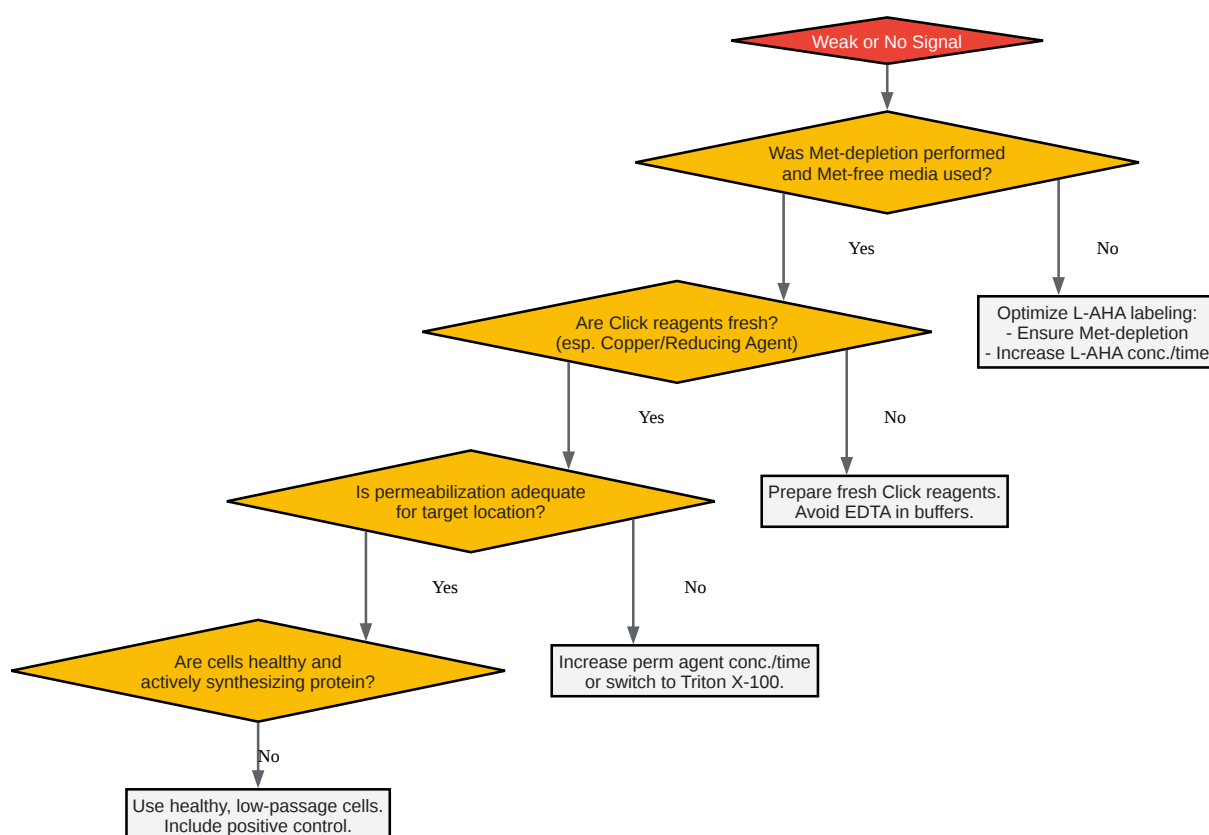 Weak or No Signal
Was Met-depletion performed
and Met-free media used?
Yes
No
Are Click reagents fresh?
(esp. Copper/Reducing Agent)
Optimize L-AHA labeling:
- Ensure Met-depletion
- Increase L-AHA conc./time
Yes
No
Is permeabilization adequate
for target location?
Prepare fresh Click reagents.
Avoid EDTA in buffers.
Yes
No
Are cells healthy and
actively synthesizing protein?
Increase perm agent conc./time
or switch to Triton X-100.
No
Use healthy, low-passage cells.
Include positive control.